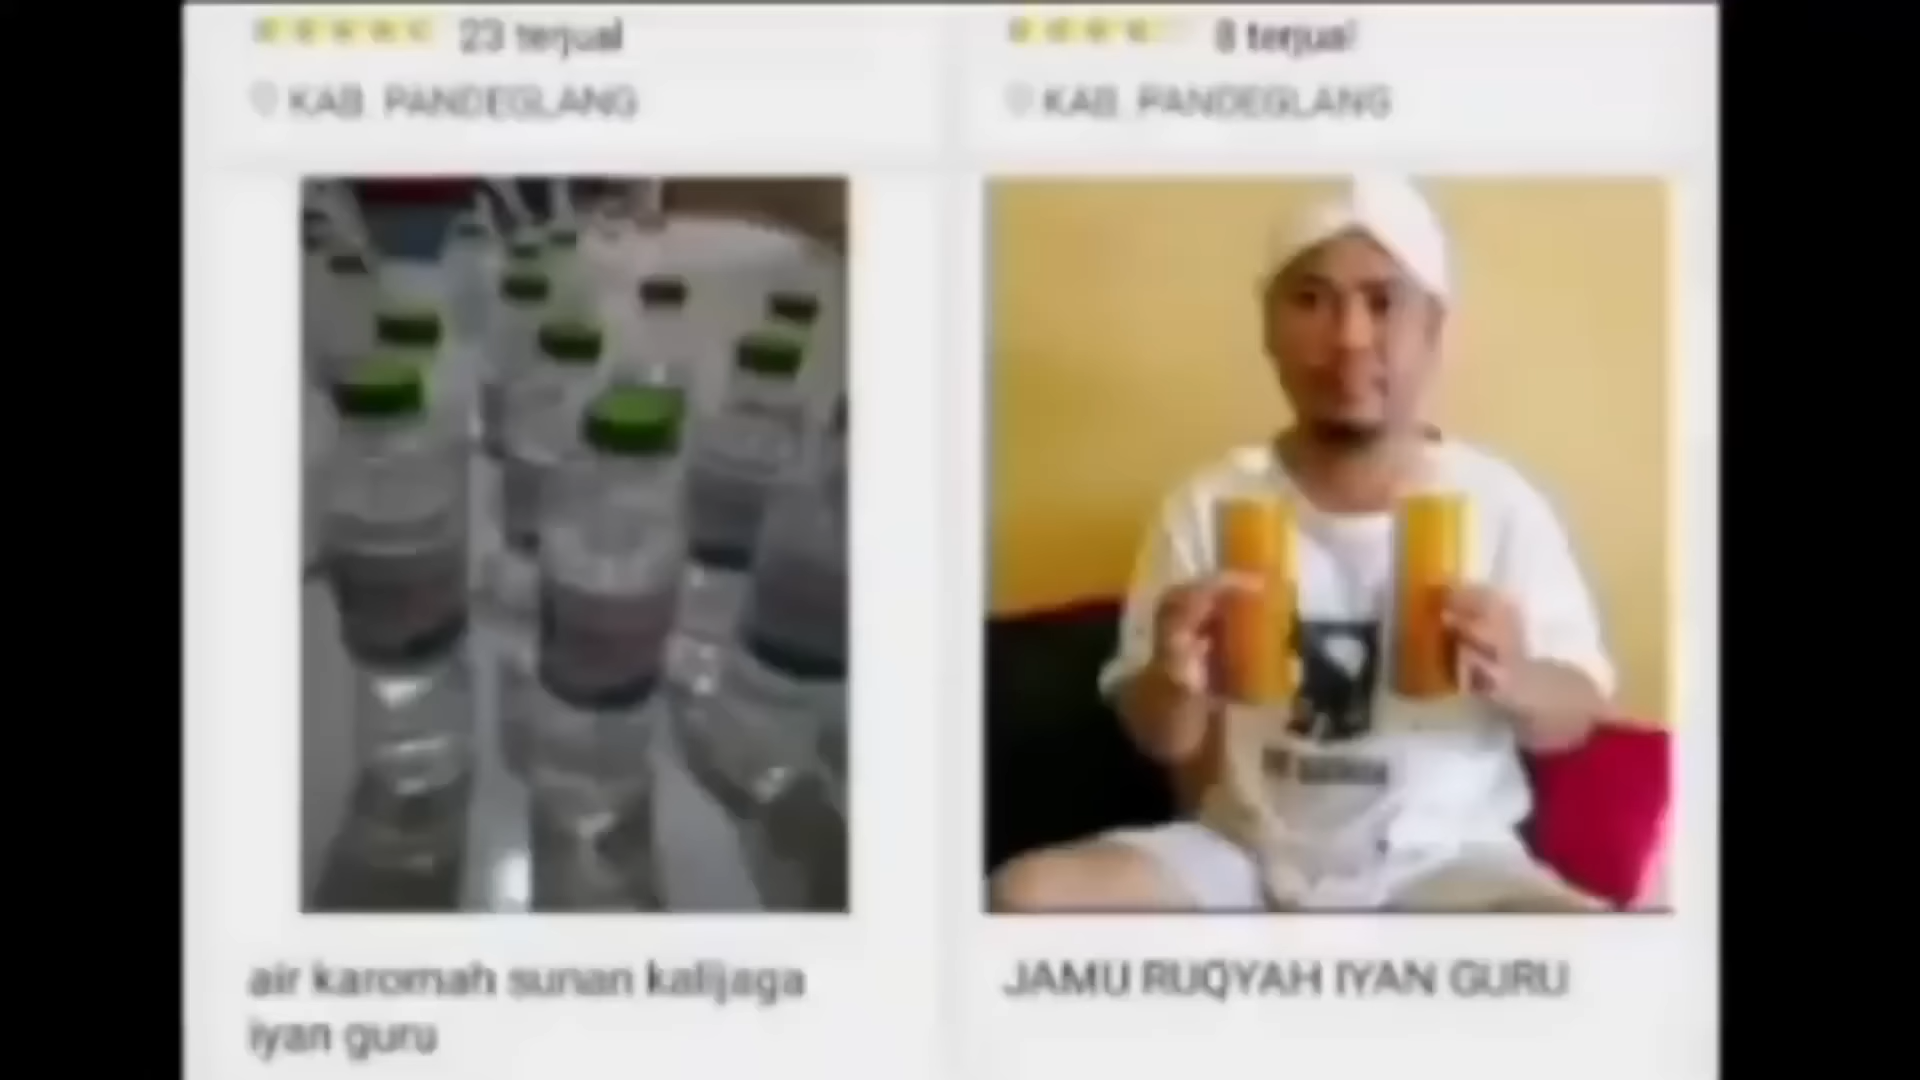 23 terjual
8 terjual
KAB. PANDEGLANG
KAB. PANDEGLANG
air karomah sunan kalijaga
iyan guru
JAMU RUQYAH IYAN GURU